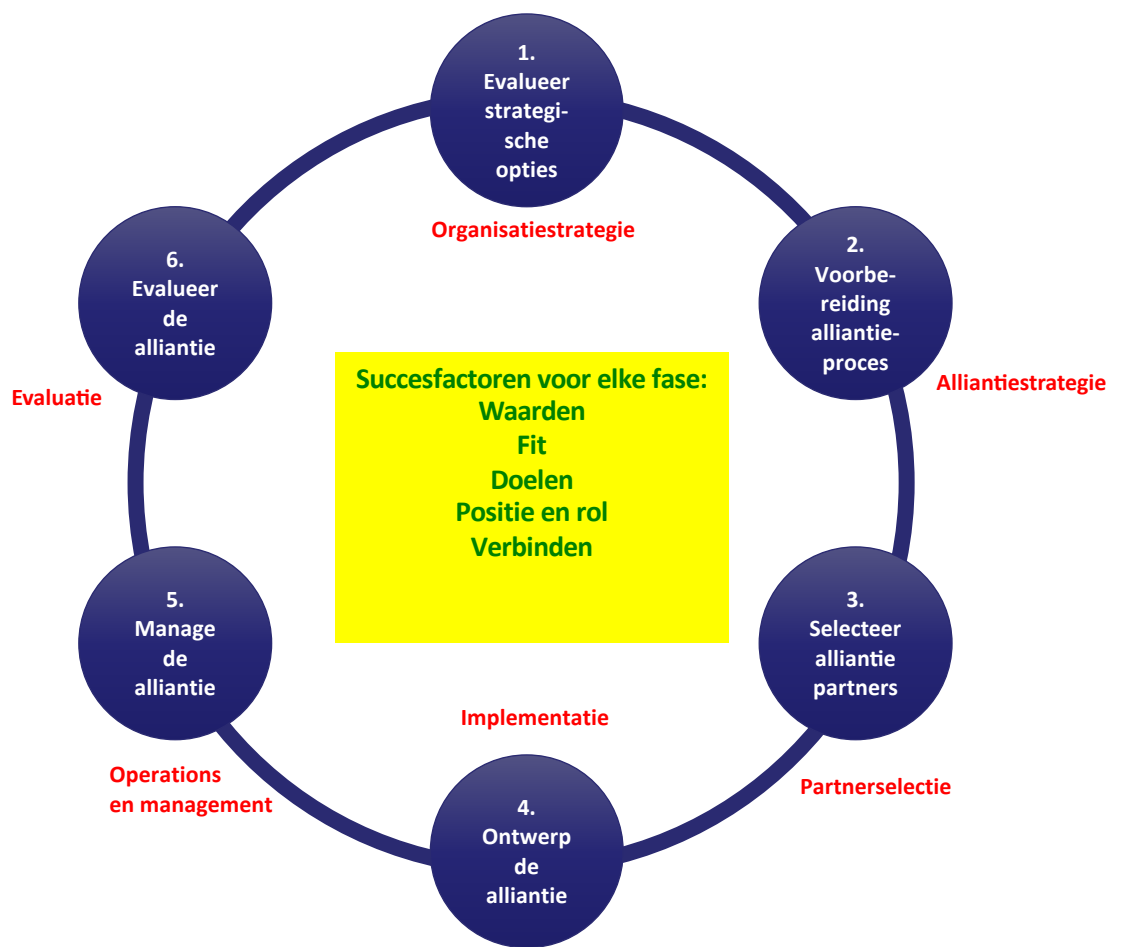 1.
Evalueer
strategi-
sche
opties
Organisatiestrategie
2.
Voorbe-
reiding
alliantie-
proces
Alliantiestrategie
3.
Selecteer
alliantie
partners
Partnerselectie
Implementatie
4.
Ontwerp
de
alliantie
5.
Manage
de
alliantie
Operations
en management
6.
Evalueer
de
alliantie
Evaluatie
Succesfactoren voor elke fase:
Waarden
Fit
Doelen
Positie en rol
Verbinden